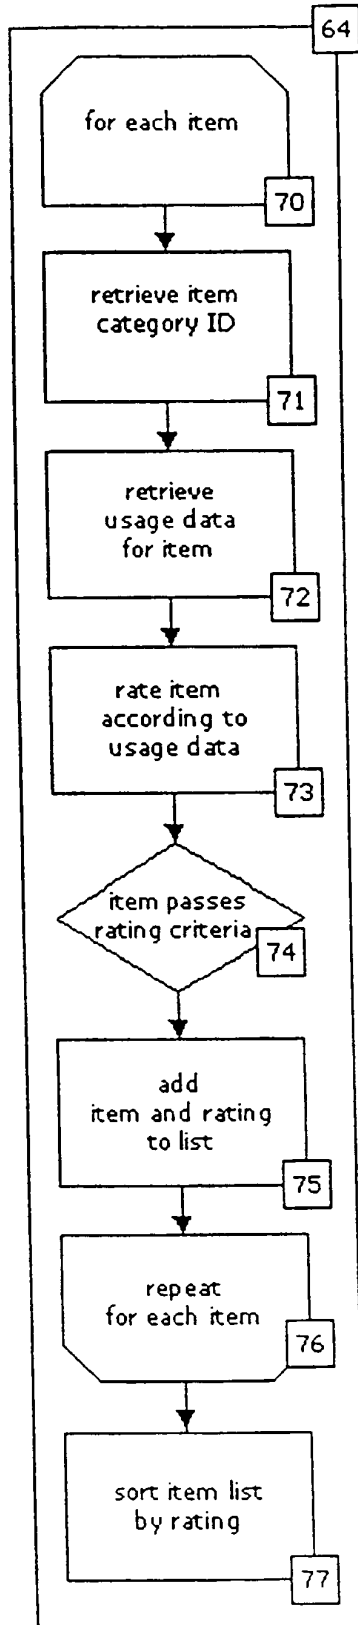 64
for each item
70
retrieve item
category ID
71
retrieve
usage data
for item
72
rate item
according to
usage data
73
item passes
rating criteria
74
add
item and rating
to list
75
repeat
for each item
76
sort item list
by rating
77